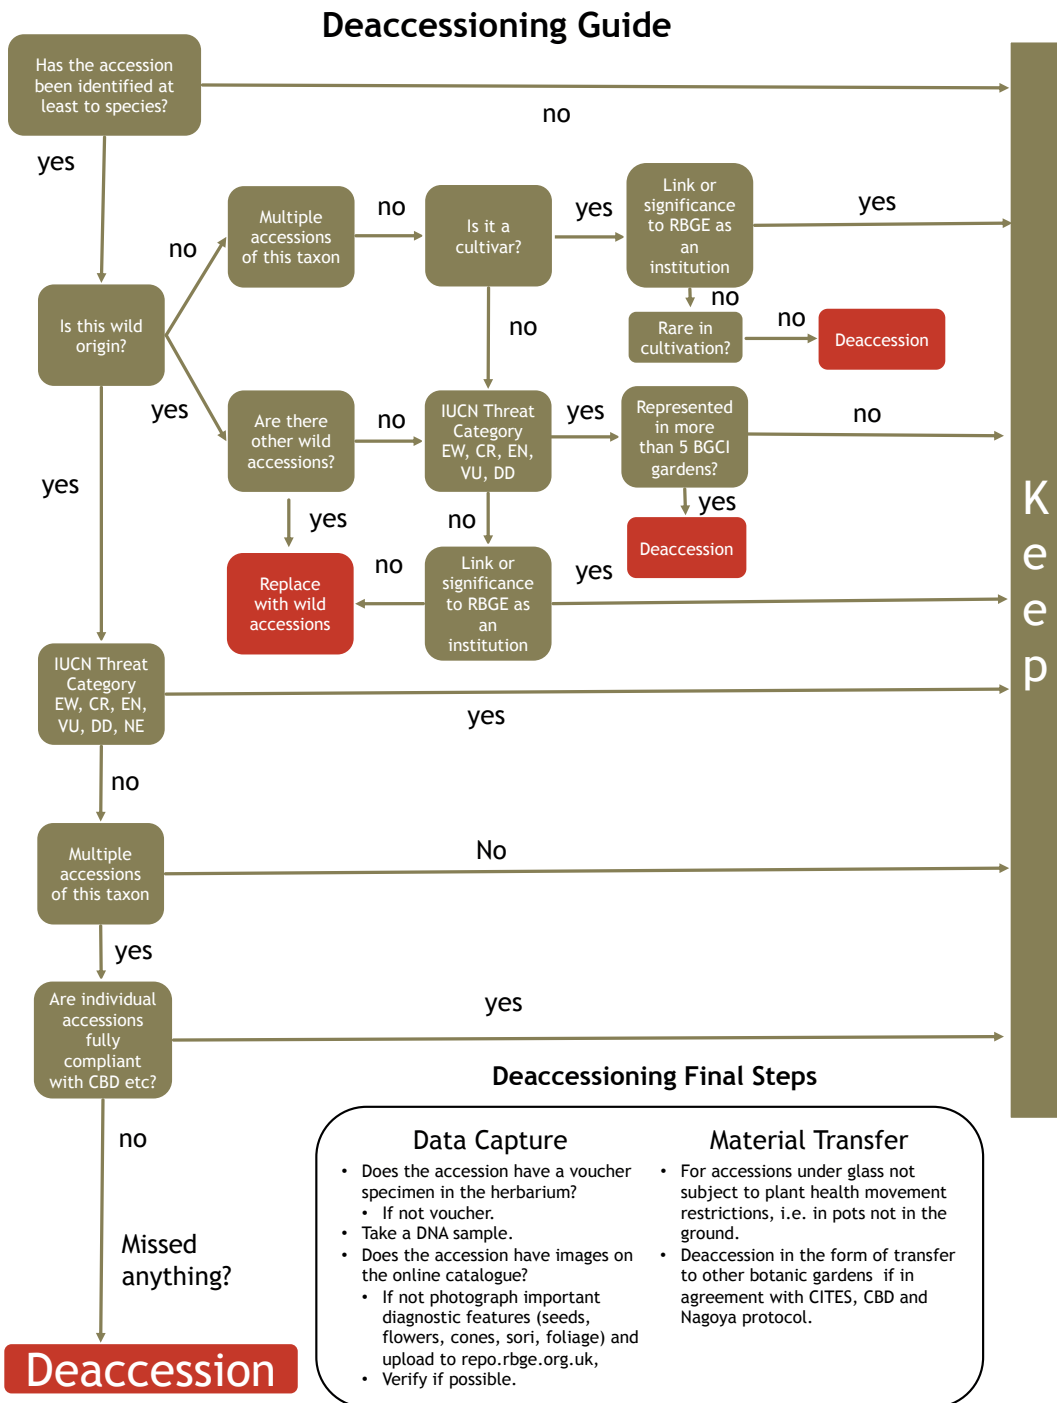 Deaccessioning Guide
Has the accession
been identified at
least to species?
no
yes
Multiple
accessions
of this taxon
no
Is it a
cultivar?
yes
Link or
significance
to RBGE as
an
institution
yes
no
no
no
Rare in
cultivation?
no
Deaccession
Is this wild
origin?
yes
Are there
other wild
accessions?
no
IUCN Threat
Category
EW, CR, EN,
VU, DD
yes
Represented
in more
than 5 BGCI
gardens?
no
yes
yes
no
yes
Deaccession
Replace
with wild
accessions
no
Link or
significance
to RBGE as
an
institution
yes
K
e
e
p
IUCN Threat
Category
EW, CR, EN,
VU, DD, NE
yes
no
Multiple
accessions
of this taxon
No
yes
Are individual
accessions
fully
compliant
with CBD etc?
yes
no
Missed
anything?
Deaccession
Deaccessioning Final Steps
Data Capture
• Does the accession have a voucher
specimen in the herbarium?
• If not voucher.
• Take a DNA sample.
• Does the accession have images on
the online catalogue?
• If not photograph important
diagnostic features (seeds,
flowers, cones, sori, foliage) and
upload to repo.rbge.org.uk,
• Verify if possible.
Material Transfer
• For accessions under glass not
subject to plant health movement
restrictions, i.e. in pots not in the
ground.
• Deaccession in the form of transfer
to other botanic gardens if in
agreement with CITES, CBD and
Nagoya protocol.